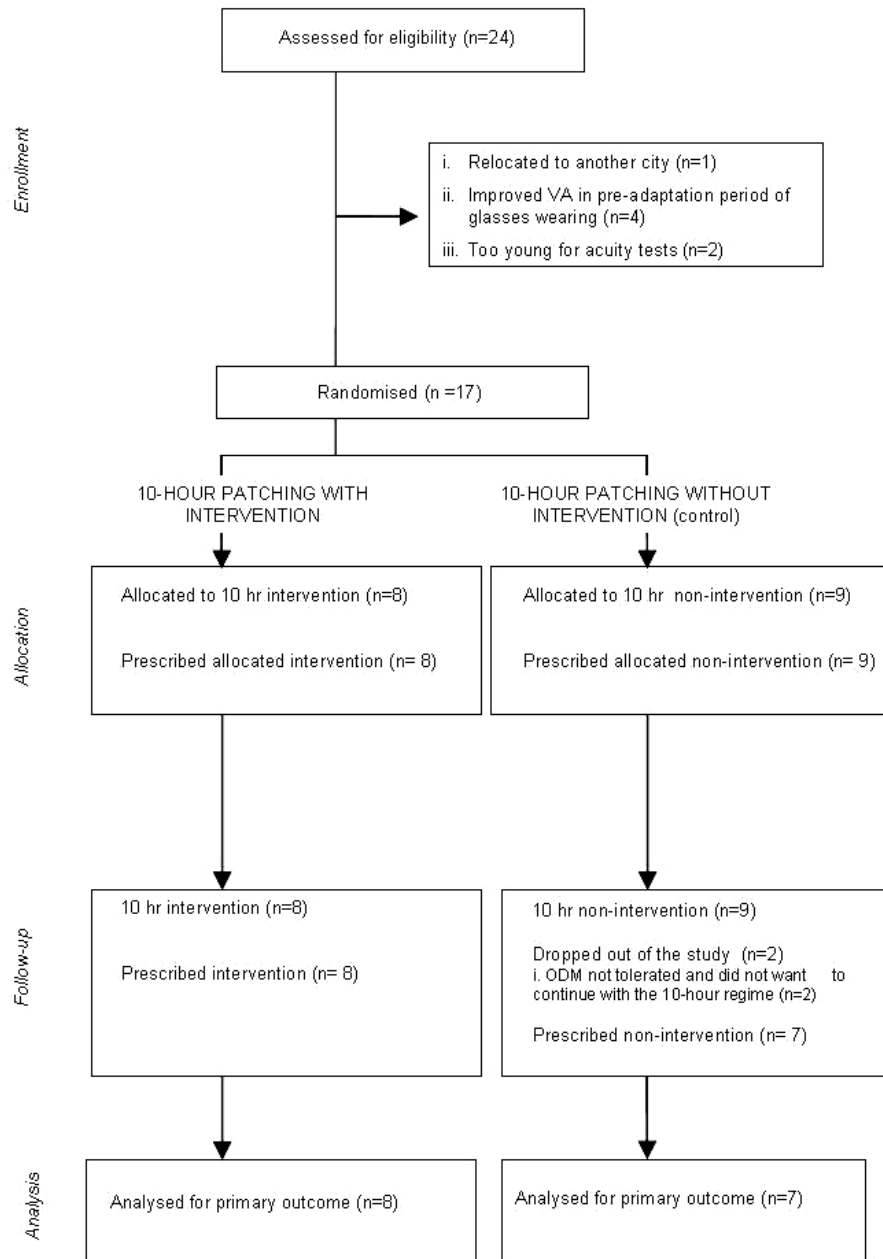 Assessed for eligibility (n=24)
Enrollment
i. Relocated to another city (n=1)
ii. Improved VA in pre-adaptation period of
glasses wearing (n=4)
iii. Too young for acuity tests (n=2)
Randomised (n =17)
10-HOUR PATCHING WITH
INTERVENTION
10-HOUR PATCHING WITHOUT
INTERVENTION (control)
Allocation
Allocated to 10 hr intervention (n=8)
Prescribed allocated intervention (n= 8)
Allocated to 10 hr non-intervention (n=9)
Prescribed allocated non-intervention (n= 9)
Follow-up
10 hr intervention (n=8)
Prescribed intervention (n= 8)
10 hr non-intervention (n=9)
Dropped out of the study (n=2)
i. ODM not tolerated and did not want to
continue with the 10-hour regime (n=2)
Prescribed non-intervention (n= 7)
Analysis
Analysed for primary outcome (n=8)
Analysed for primary outcome (n=7)